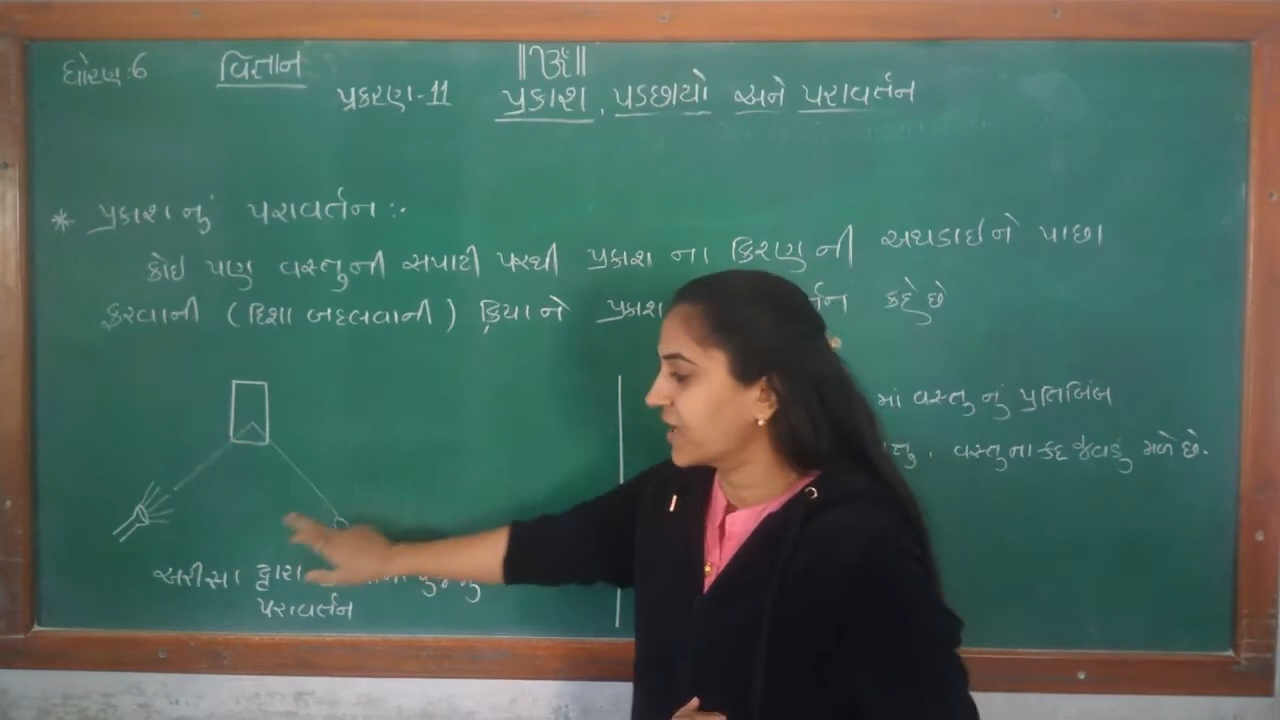 ધોરણ:6
વિજ્ઞાન
||ૐ||
પ્રકરણ-11 પ્રકાશ, પડછાયો અને પરાવર્તન
* પ્રકાશનું પરાવર્તન :-
કોઈ પણ વસ્તુની સપાટી પરથી પ્રકાશ ના કિરણની અથડાઈને પાછા
ફરવાની (દિશા બદલવાની) ક્રિયાને પ્રકાશ ર્તન કહે છે
માં વસ્તુ નું પ્રતિબિંબ
, વસ્તુના કદ જેવડું મળે છે.
અરીસા દ્વારા
પરાવર્તન